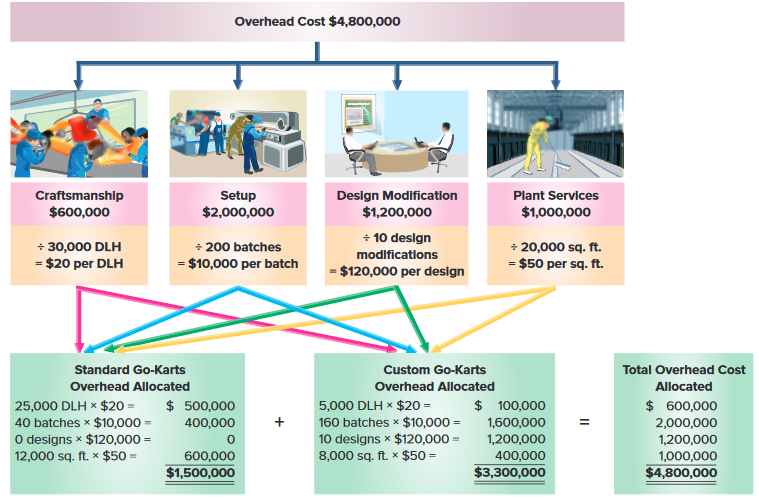 Overhead Cost $4,800,000
Craftsmanship
$600,000
÷ 30,000 DLH
= $20 per DLH
Setup
$2,000,000
÷ 200 batches
= $10,000 per batch
Design Modification
$1,200,000
÷ 10 design
modifications
= $120,000 per design
Plant Services
$1,000,000
÷ 20,000 sq. ft.
= $50 per sq. ft.
Standard Go-Karts
Overhead Allocated
25,000 DLH × $20 = $ 500,000
40 batches × $10,000 = 400,000
0 designs × $120,000 = 0
12,000 sq. ft. × $50 = 600,000
$1,500,000
+
Custom Go-Karts
Overhead Allocated
5,000 DLH × $20 = $ 100,000
160 batches × $10,000 = 1,600,000
10 designs × $120,000 = 1,200,000
8,000 sq. ft. × $50 = 400,000
$3,300,000
=
Total Overhead Cost
Allocated
$ 600,000
2,000,000
1,200,000
1,000,000
$4,800,000